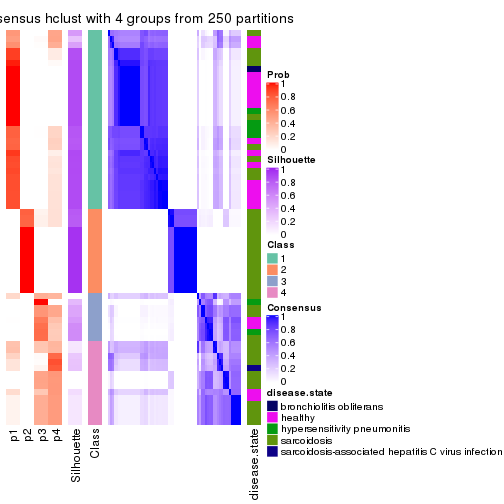 sensus hclust with 4 groups from 250 partitions
Prob
1
0.8
0.6
0.4
0.2
0
Silhouette
1
0.8
0.6
0.4
0.2
0
Class
1
2
3
4
Consensus
1
0.8
0.6
0.4
0.2
0
disease.state
bronchiolitis obliterans
healthy
hypersensitivity pneumonitis
sarcoidosis
sarcoidosis-associated hepatitis C virus infection
p1
p2
p3
p4
Silhouette
Class
disease.state